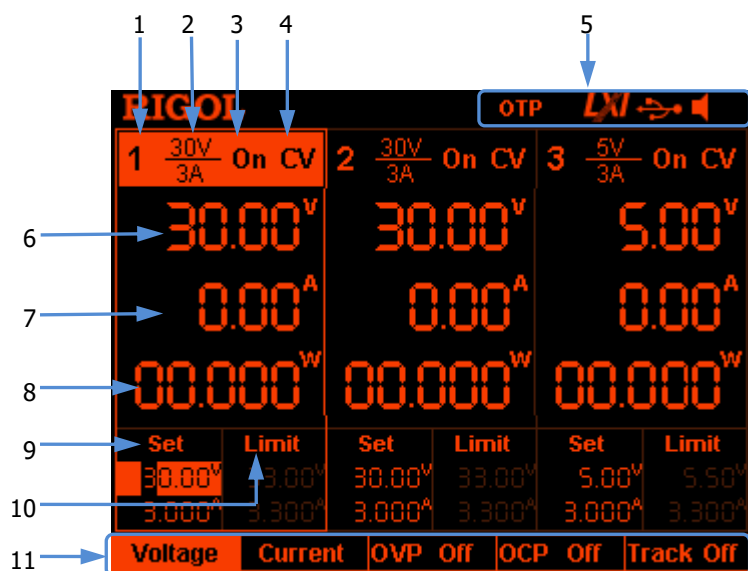 1 2 3 4 5
RIGOL OTP LXI
1 30V/3A On CV 2 30V/3A On CV 3 5V/3A On CV
6 30.00V 30.00V 5.00V
7 0.00A 0.00A 0.00A
8 00.000W 00.000W 00.000W
9 Set Limit Set Limit Set Limit
30.00V 33.00V 30.00V 33.00V 5.00V 5.50V
10 3.000A 3.300A 3.000A 3.300A 3.000A 3.300A
11 Voltage Current OVP Off OCP Off Track Off